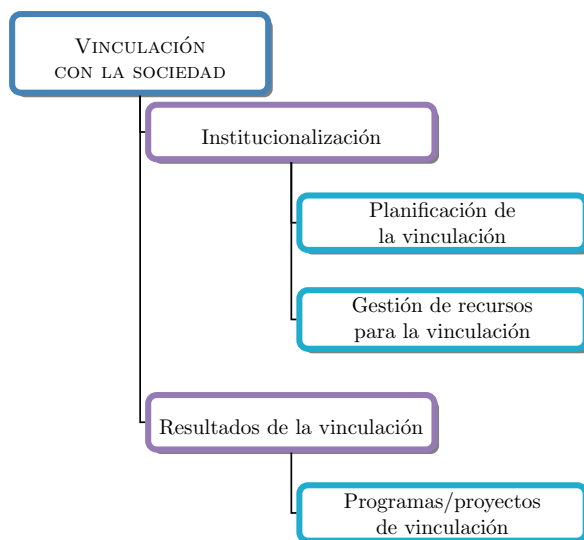 VINCULACIÓN
CON LA SOCIEDAD
Institucionalización
Planificación de
la vinculación
Gestión de recursos
para la vinculación
Resultados de la vinculación
Programas/proyectos
de vinculación